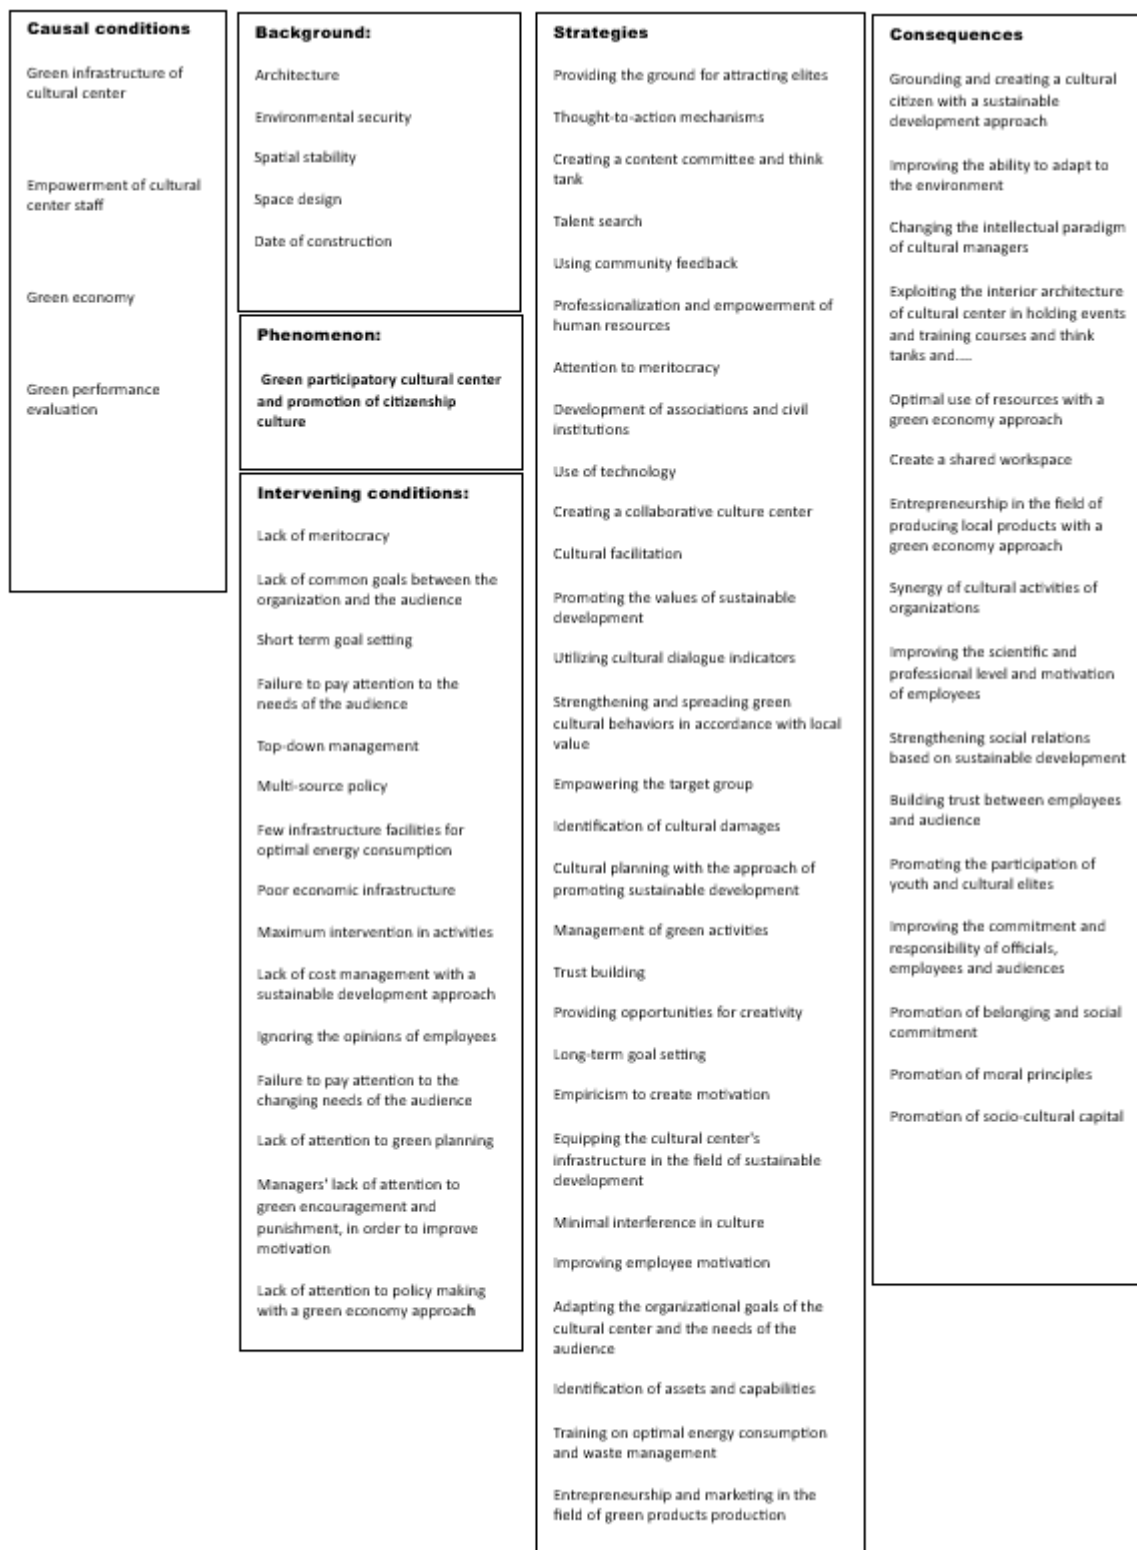 Causal conditions
Green infrastructure of
cultural center
Empowerment of cultural
center staff
Green economy
Green performance
evaluation
Background:
Architecture
Environmental security
Spatial stability
Space design
Date of construction
Phenomenon:
Green participatory cultural center
and promotion of citizenship
culture
Intervening conditions:
Lack of meritocracy
Lack of common goals between the
organization and the audience
Short term goal setting
Failure to pay attention to the
needs of the audience
Top-down management
Multi-source policy
Few infrastructure facilities for
optimal energy consumption
Poor economic infrastructure
Maximum intervention in activities
Lack of cost management with a
sustainable development approach
Ignoring the opinions of employees
Failure to pay attention to the
changing needs of the audience
Lack of attention to green planning
Managers' lack of attention to
green encouragement and
punishment, in order to improve
motivation
Lack of attention to policy making
with a green economy approach
Strategies
Providing the ground for attracting elites
Thought-to-action mechanisms
Creating a content committee and think
tank
Talent search
Using community feedback
Professionalization and empowerment of
human resources
Attention to meritocracy
Development of associations and civil
institutions
Use of technology
Creating a collaborative culture center
Cultural facilitation
Promoting the values of sustainable
development
Utilizing cultural dialogue indicators
Strengthening and spreading green
cultural behaviors in accordance with local
value
Empowering the target group
Identification of cultural damages
Cultural planning with the approach of
promoting sustainable development
Management of green activities
Trust building
Providing opportunities for creativity
Long-term goal setting
Empiricism to create motivation
Equipping the cultural center's
infrastructure in the field of sustainable
development
Minimal interference in culture
Improving employee motivation
Adapting the organizational goals of the
cultural center and the needs of the
audience
Identification of assets and capabilities
Training on optimal energy consumption
and waste management
Entrepreneurship and marketing in the
field of green products production
Consequences
Grounding and creating a cultural
citizen with a sustainable
development approach
Improving the ability to adapt to
the environment
Changing the intellectual paradigm
of cultural managers
Exploiting the interior architecture
of cultural center in holding events
and training courses and think
tanks and....
Optimal use of resources with a
green economy approach
Create a shared workspace
Entrepreneurship in the field of
producing local products with a
green economy approach
Synergy of cultural activities of
organizations
Improving the scientific and
professional level and motivation
of employees
Strengthening social relations
based on sustainable development
Building trust between employees
and audience
Promoting the participation of
youth and cultural elites
Improving the commitment and
responsibility of officials,
employees and audiences
Promotion of belonging and social
commitment
Promotion of moral principles
Promotion of socio-cultural capital